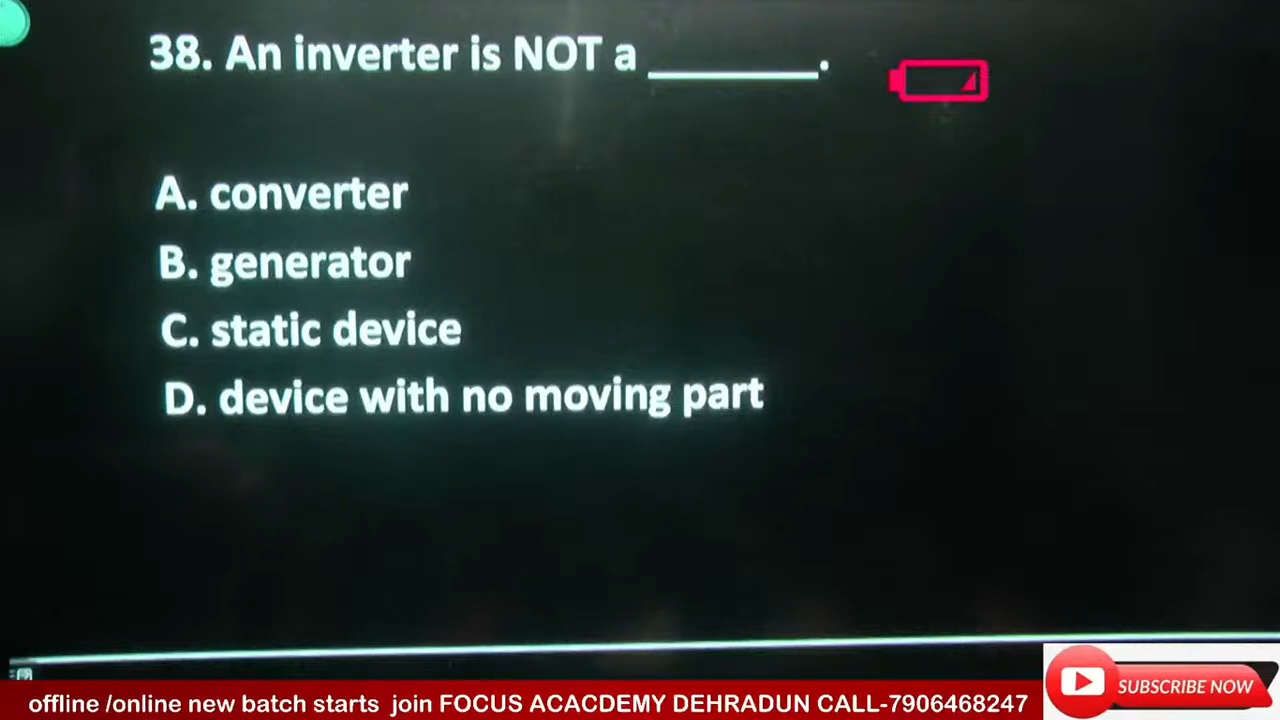 38. An inverter is NOT a ________.
A. converter
B. generator
C. static device
D. device with no moving part
offline /online new batch starts join FOCUS ACACDEMY DEHRADUN CALL-7906468247
SUBSCRIBE NOW